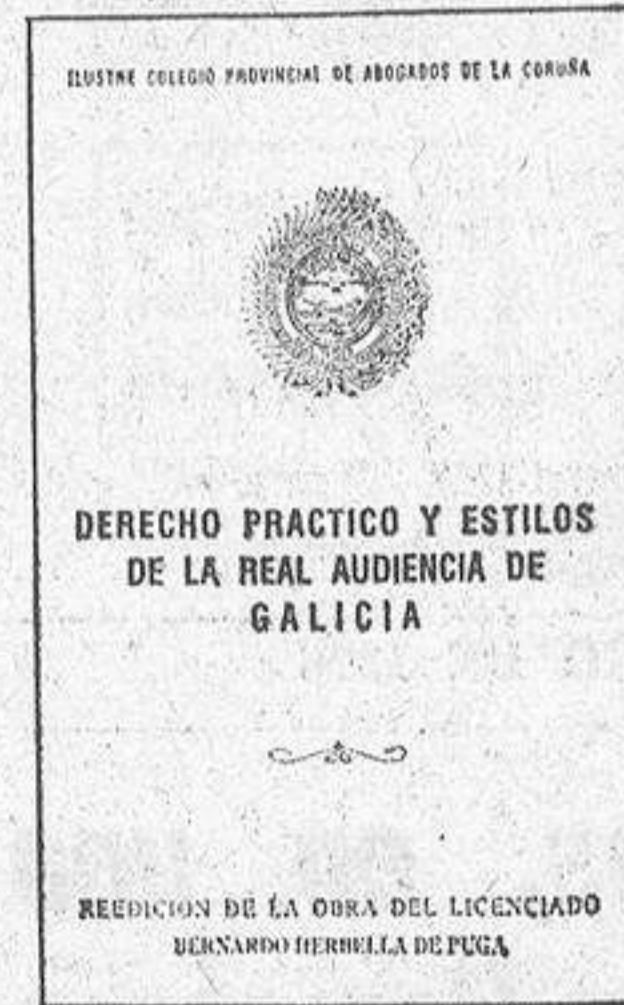 ILUSTRE COLEGIO PROVINCIAL DE ABOGADOS DE LA CORUÑA
DERECHO PRACTICO Y ESTILOS
DE LA REAL AUDIENCIA DE
GALICIA
REEDICION DE LA OBRA DEL LICENCIADO
BERNARDO HERBELLA DE PUGA